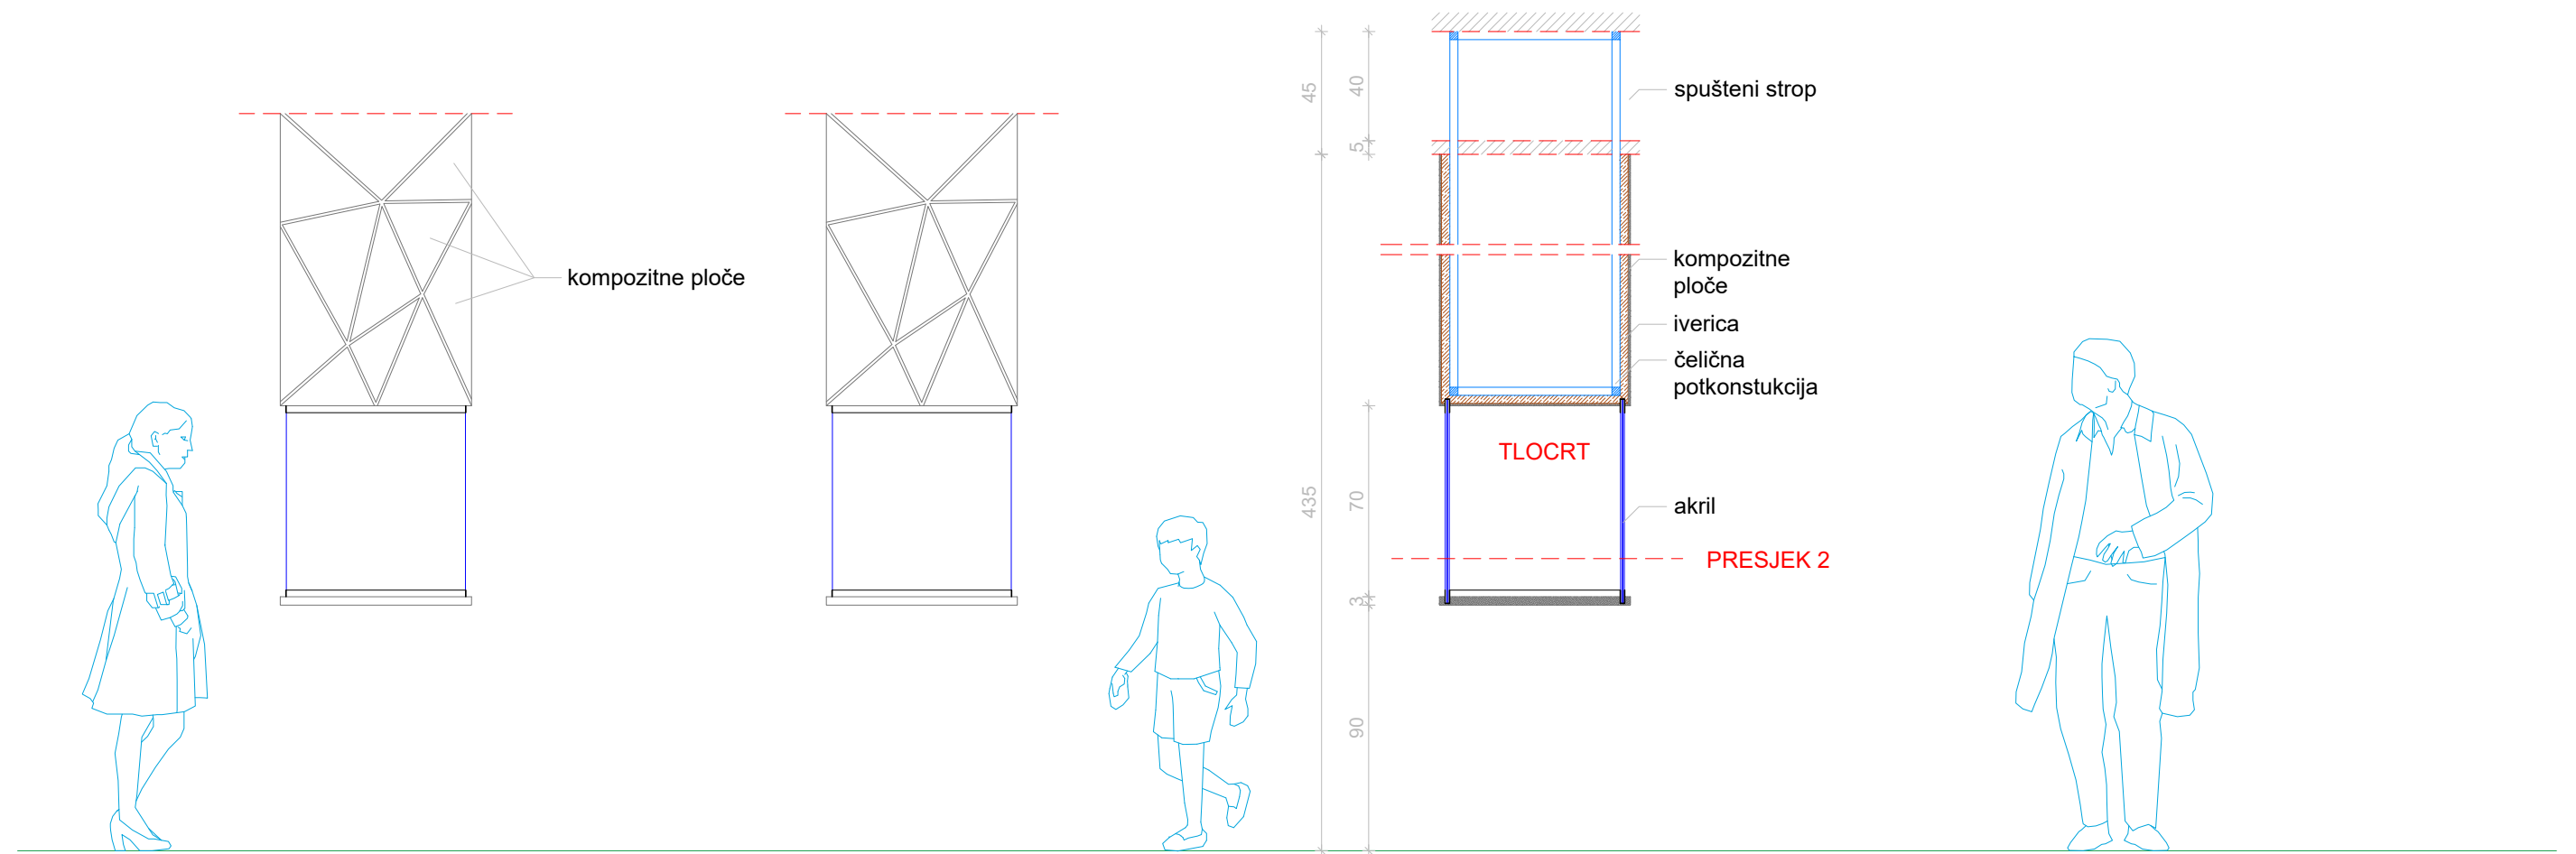 kompozitne ploče
45
40
5
435
70
3
90
spušteni strop
kompozitne
ploče
iverica
čelična
potkonstukcija
TLOCRT
akril
PRESJEK 2